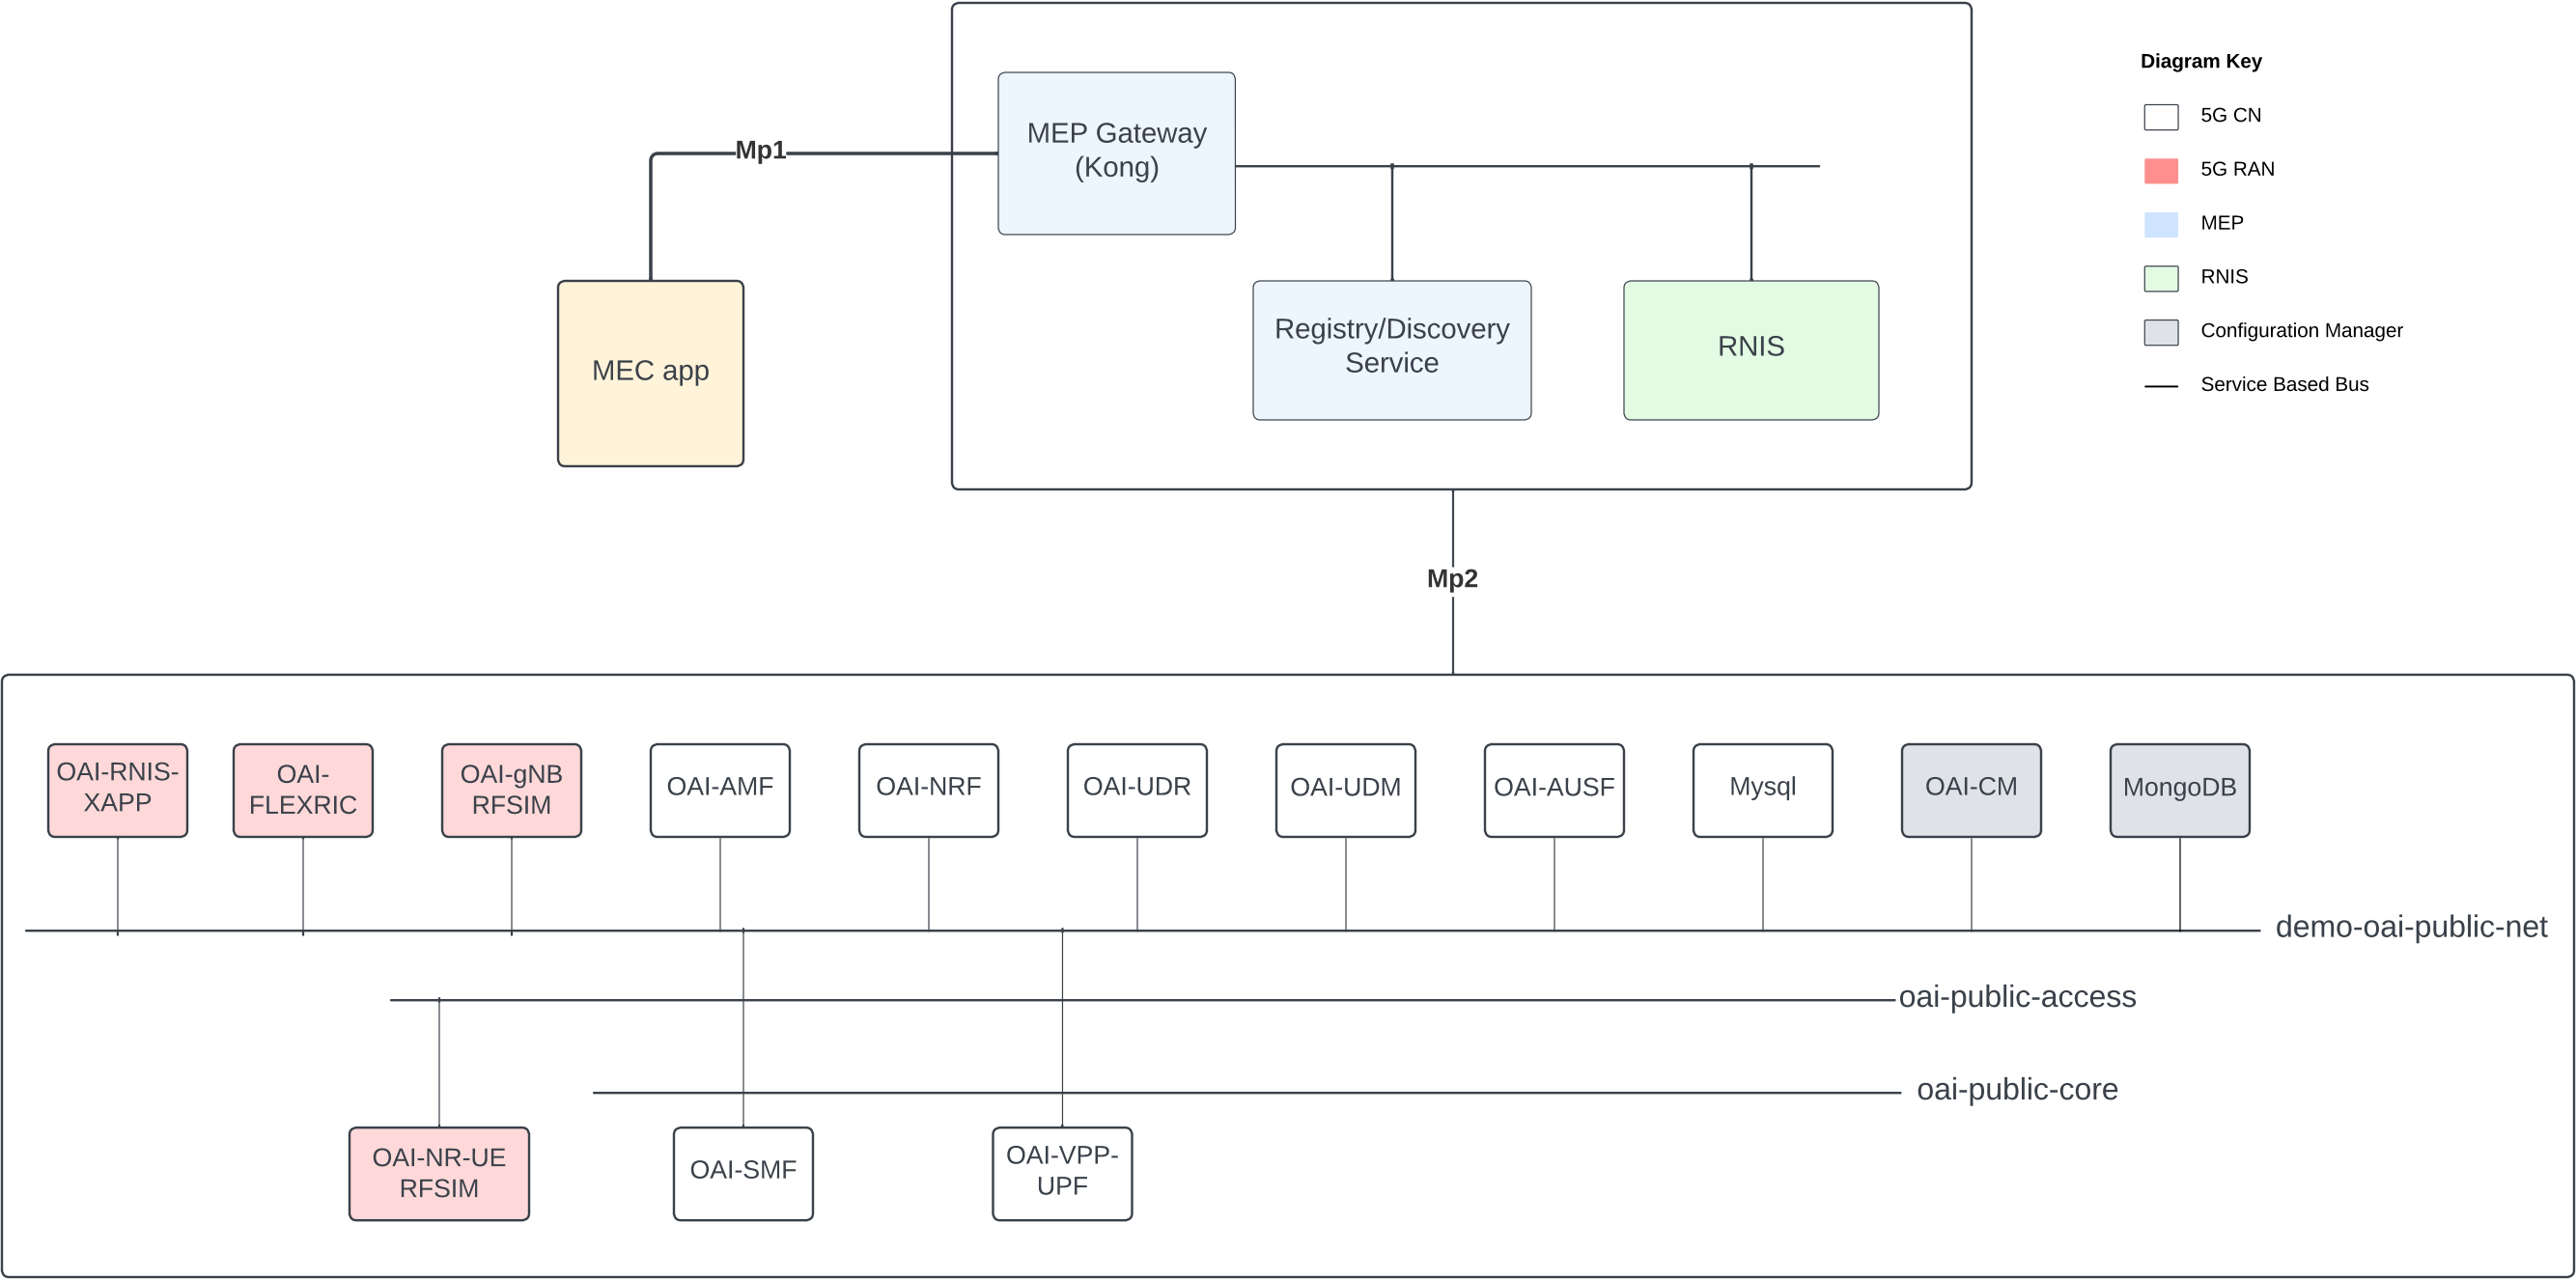 Diagram Key
5G CN
5G RAN
MEP
RNIS
Configuration Manager
Service Based Bus
MEP Gateway
(Kong)
Mp1
MEC app
Registry/Discovery
Service
RNIS
Mp2
OAI-RNIS-
XAPP
OAI-
FLEXRIC
OAI-gNB
RFSIM
OAI-AMF
OAI-NRF
OAI-UDR
OAI-UDM
OAI-AUSF
Mysql
OAI-CM
MongoDB
demo-oai-public-net
oai-public-access
oai-public-core
OAI-NR-UE
RFSIM
OAI-SMF
OAI-VPP-
UPF